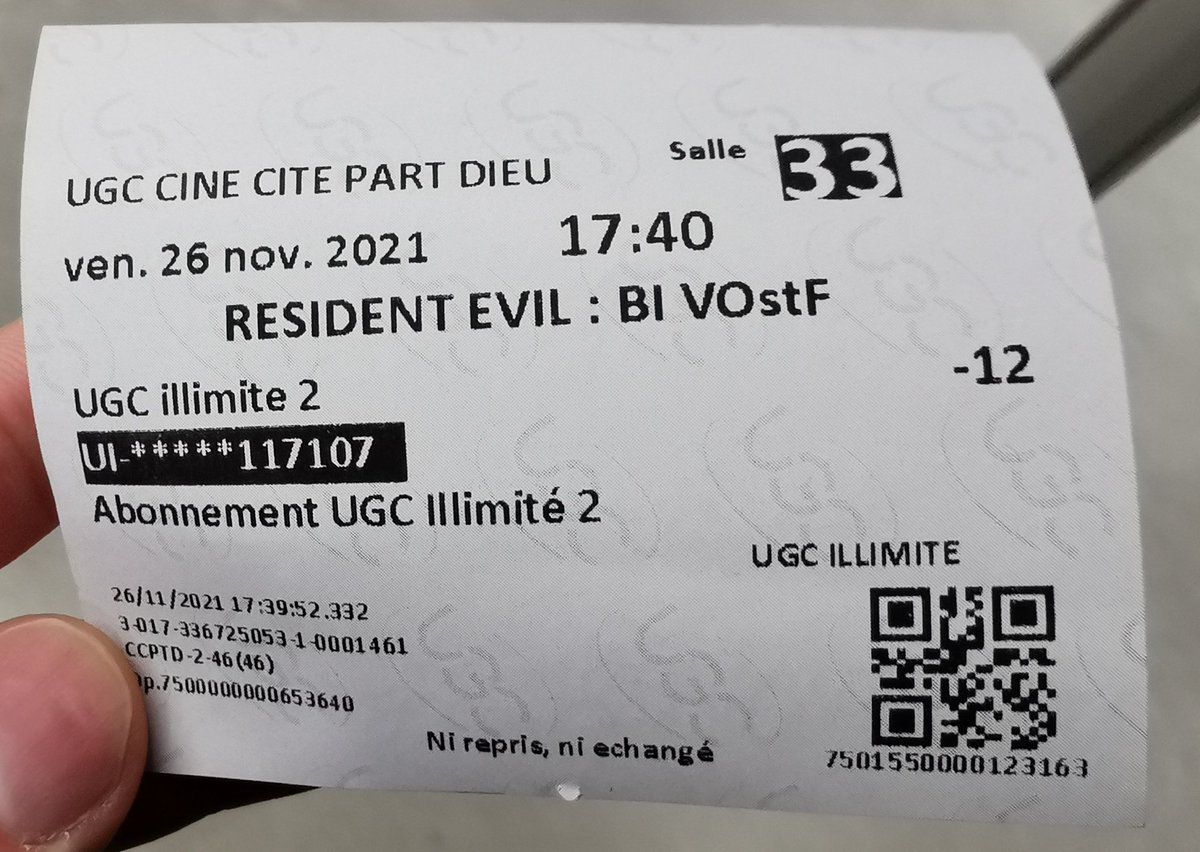 Salle 33
UGC CINE CITE PART DIEU
ven. 26 nov. 2021 17:40
RESIDENT EVIL : BI VOstF
-12
UGC illimite 2
UI-*****117107
Abonnement UGC Illimité 2
UGC ILLIMITE
26/11/2021 17:39:52.332
3-017-336725053-1-0001461
CCPTD-2-46(46)
p.7500000000653640
Ni repris, ni echangé
7501550000123163